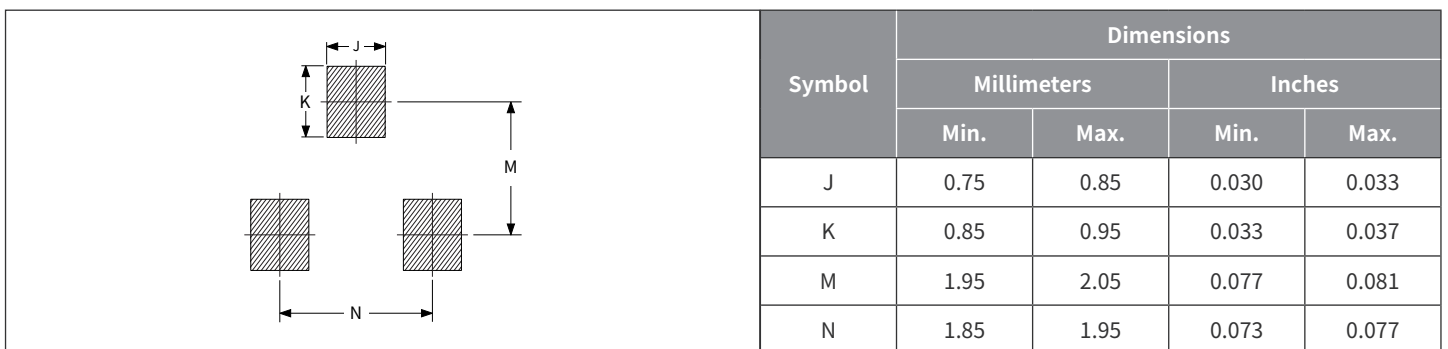 J
K
M
N
Symbol Dimensions
Millimeters Inches
Min. Max. Min. Max.
J 0.75 0.85 0.030 0.033
K 0.85 0.95 0.033 0.037
M 1.95 2.05 0.077 0.081
N 1.85 1.95 0.073 0.077